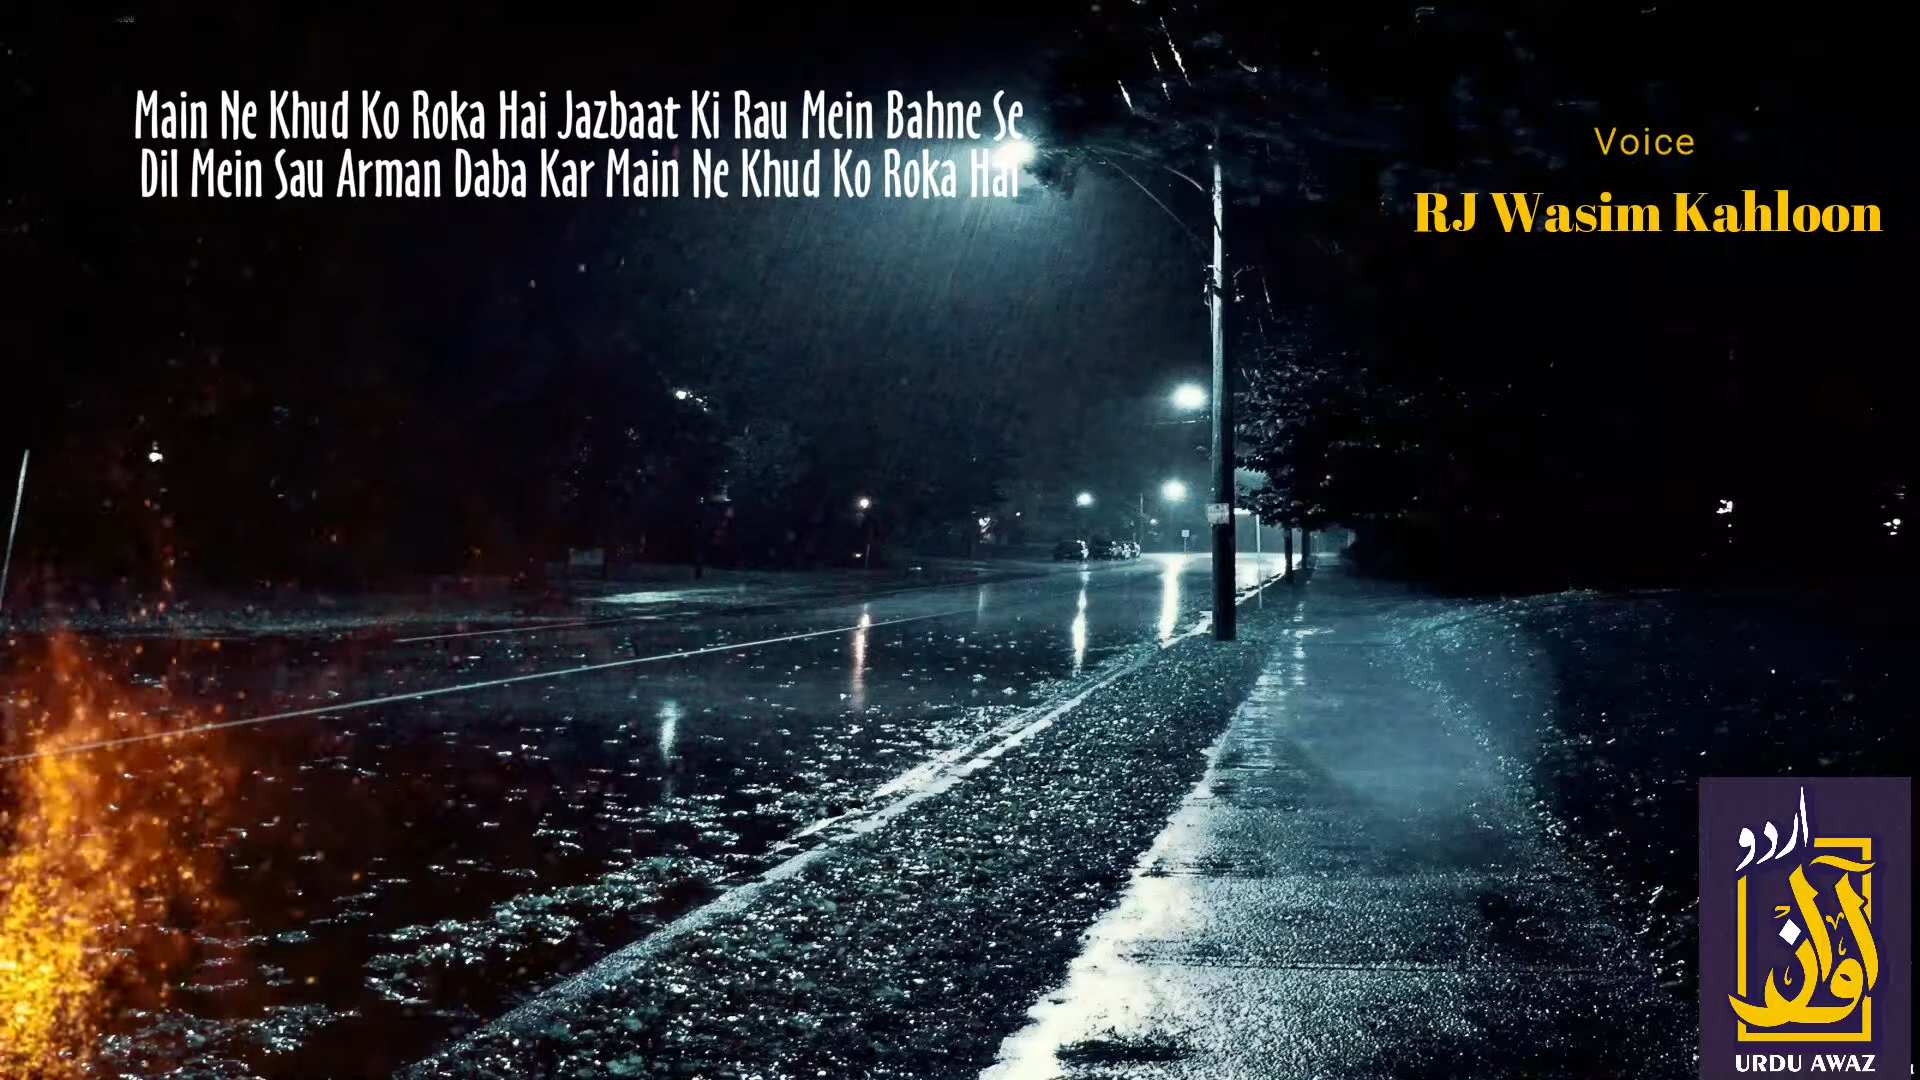 Main Ne Khud Ko Roka Hai Jazbaat Ki Rau Mein Bahne Se
Dil Mein Sau Arman Daba Kar Main Ne Khud Ko Roka Hai
Voice
RJ Wasim Kahloon
اردو
آواز
URDU AWAZ